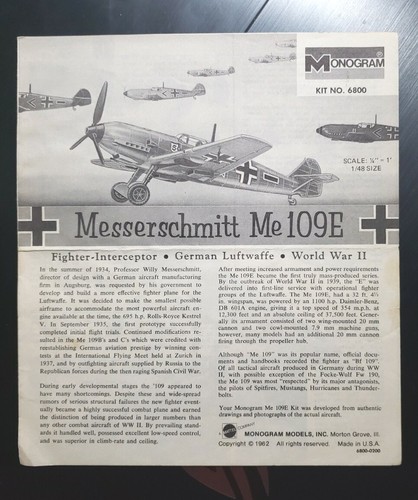 MONOGRAM
KIT NO. 6800
SCALE: ¼" = 1'
1/48 SIZE
Messerschmitt Me 109E
Fighter-Interceptor • German Luftwaffe • World War II
In the summer of 1934, Professor Willy Messerschmitt,
director of design with a German aircraft manufacturing
firm in Augsburg, was requested by his government to
develop and build a more effective fighter plane for the
Luftwaffe. It was decided to make the smallest possible
airframe to accommodate the most powerful aircraft en-
gine available at the time, the 695 h.p. Rolls-Royce Kestrel
V. In September 1935, the first prototype successfully
completed initial flight trials. Continued modifications re-
sulted in the Me 109B's and C's which were credited with
reestablishing German aviation prestige by winning con-
tests at the International Flying Meet held at Zurich in
1937, and by outfighting aircraft supplied by Russia to the
Republican forces during the then raging Spanish Civil War.
During early developmental stages the '109 appeared to
have many shortcomings. Despite these and wide-spread
rumors of serious structural failures the new fighter event-
ually became a highly successful combat plane and earned
the distinction of being produced in larger numbers than
any other combat aircraft of WW II. By prevailing stand-
ards it handled well, possessed excellent low-speed control,
and was superior in climb-rate and ceiling.
After meeting increased armament and power requirements
the Me 109E became the first truly mass-produced series.
By the outbreak of World War II in 1939, the "E" was
delivered into first-line service with operational fighter
groups of the Luftwaffe. The Me 109E, had a 32 ft. 4½
in. wingspan, was powered by an 1100 h.p. Daimler-Benz,
DB 601A engine, giving it a top speed of 354 m.p.h. at
12,300 feet and an absolute ceiling of 37,500 feet. Gener-
ally its armament consisted of two wing-mounted 20 mm
cannon and two cowl-mounted 7.9 mm machine guns,
however, many models had an additional 20 mm cannon
firing through the propeller hub.
Although "Me 109" was its popular name, official docu-
ments and handbooks recorded the fighter as "Bf 109".
Of all tactical aircraft produced in Germany during WW
II, with possible exception of the Focke-Wulf Fw 190,
the Me 109 was most "respected" by its major antagonists,
the pilots of Spitfires, Mustangs, Hurricanes and Thunder-
bolts.
Your Monogram Me 109E Kit was developed from authentic
drawings and photographs of the actual aircraft.
MATTEL COMPANY
MONOGRAM MODELS, INC. Morton Grove, Ill.
Copyright © 1962 All rights reserved. Made in U.S.A.
6800-0200